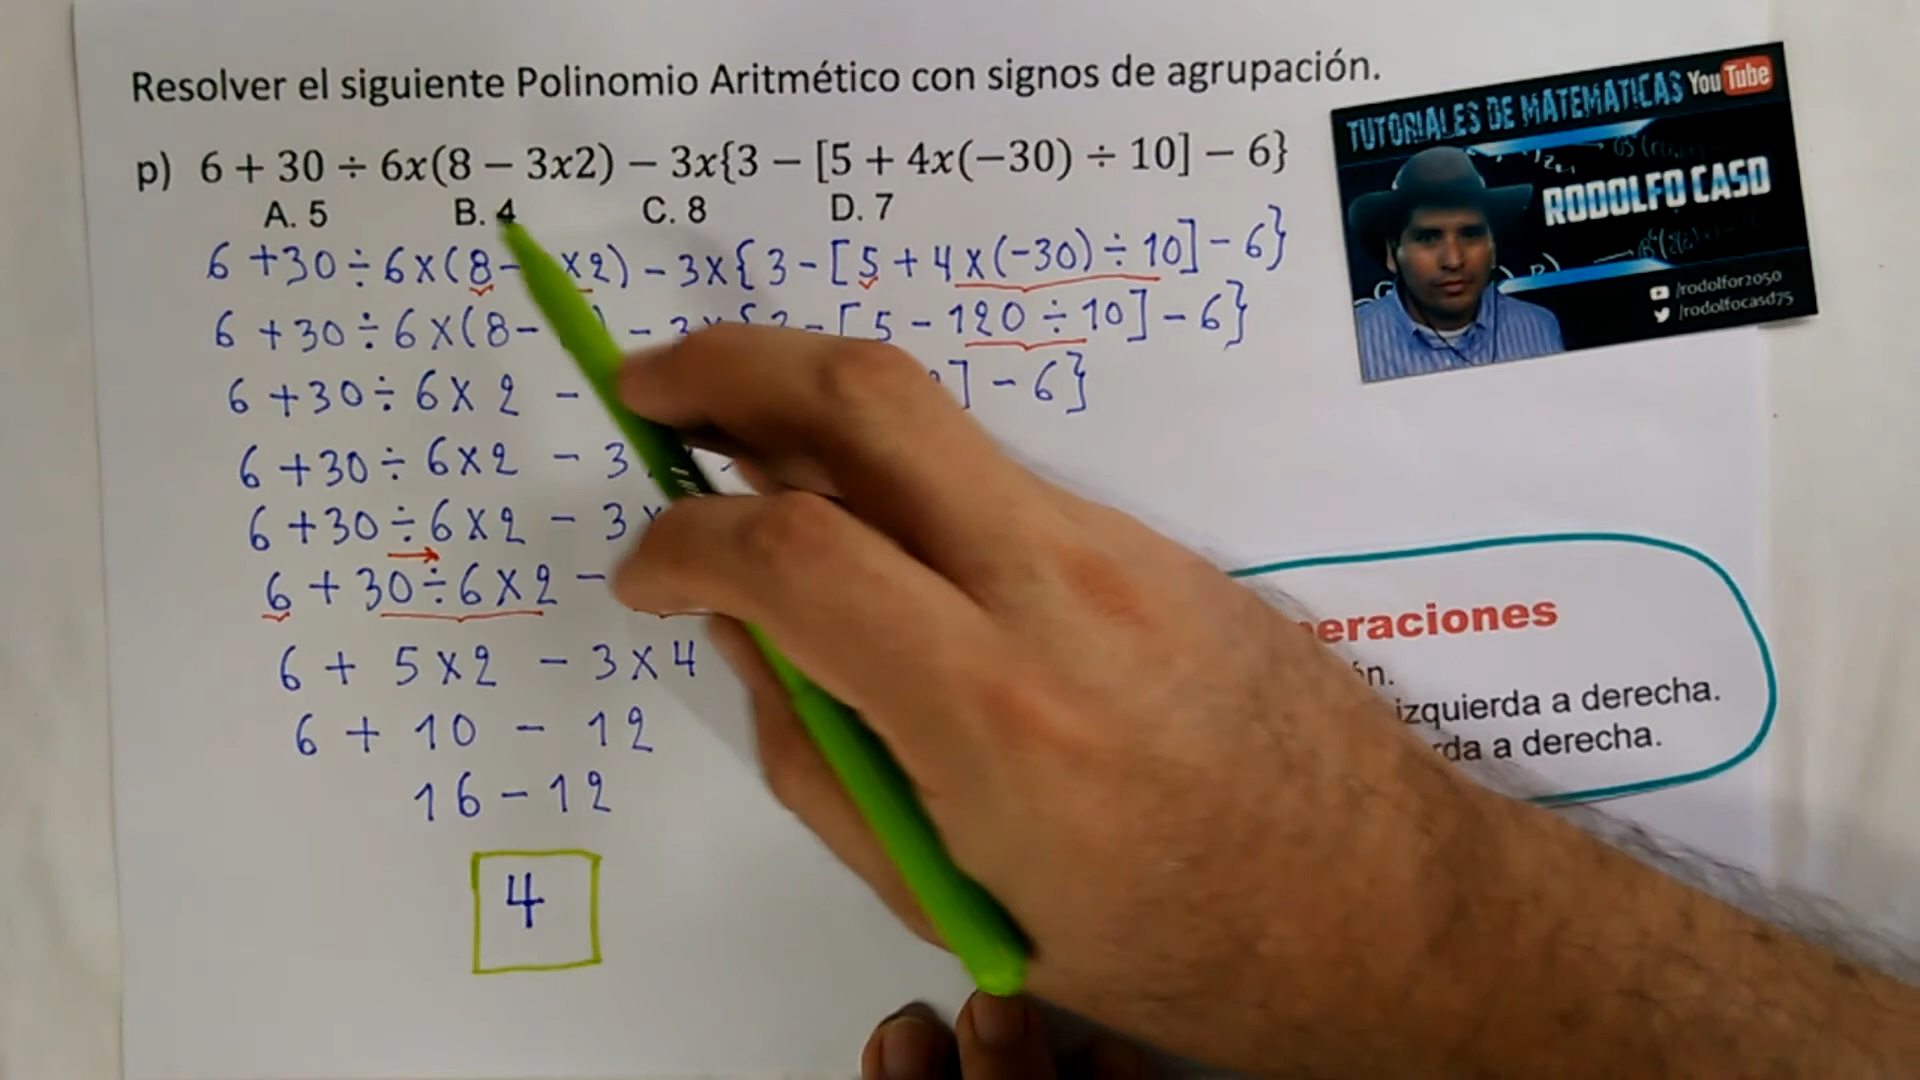 Resolver el siguiente Polinomio Aritmético con signos de agrupación.
p) 6 + 30 ÷ 6x(8 − 3x2) − 3x{3 − [5 + 4x(−30) ÷ 10] − 6}
A. 5 B. 4 C. 8 D. 7
6 + 30 ÷ 6 x (8 − x 2) − 3 x { 3 − [ 5 + 4 x (−30) ÷ 10 ] − 6 }
6 + 30 ÷ 6 x (8 − ) − 3 x { 3 − [ 5 − 120 ÷ 10 ] − 6 }
6 + 30 ÷ 6 x 2 − ] − 6 }
6 + 30 ÷ 6 x 2 − 3
6 + 30 ÷ 6 x 2 − 3 x
6 + 30 ÷ 6 x 2 −
6 + 5 x 2 − 3 x 4
6 + 10 − 12
16 − 12
4
TUTORIALES DE MATEMATICAS YouTube
RODOLFO CASO
/rodolfor2050
/rodolfocasd75
eraciones
ón.
izquierda a derecha.
rda a derecha.